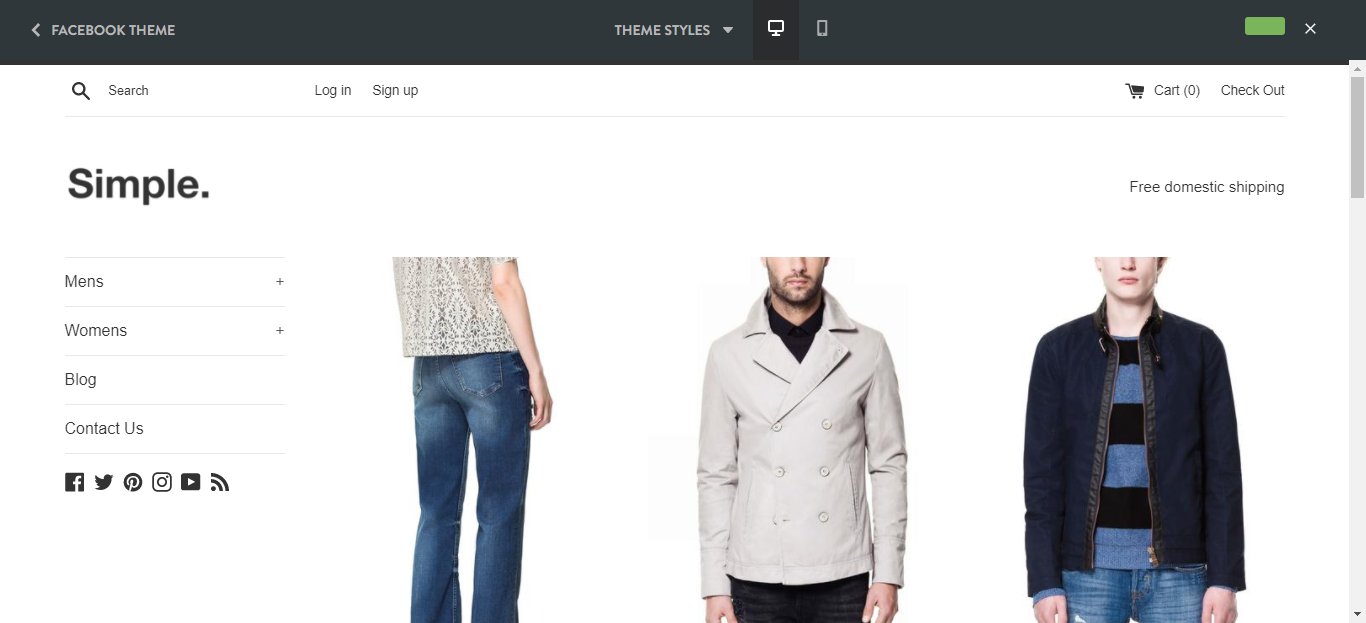 FACEBOOK THEME
THEME STYLES
Search
Log in
Sign up
Cart (0)
Check Out
Simple.
Free domestic shipping
Mens +
Womens +
Blog
Contact Us